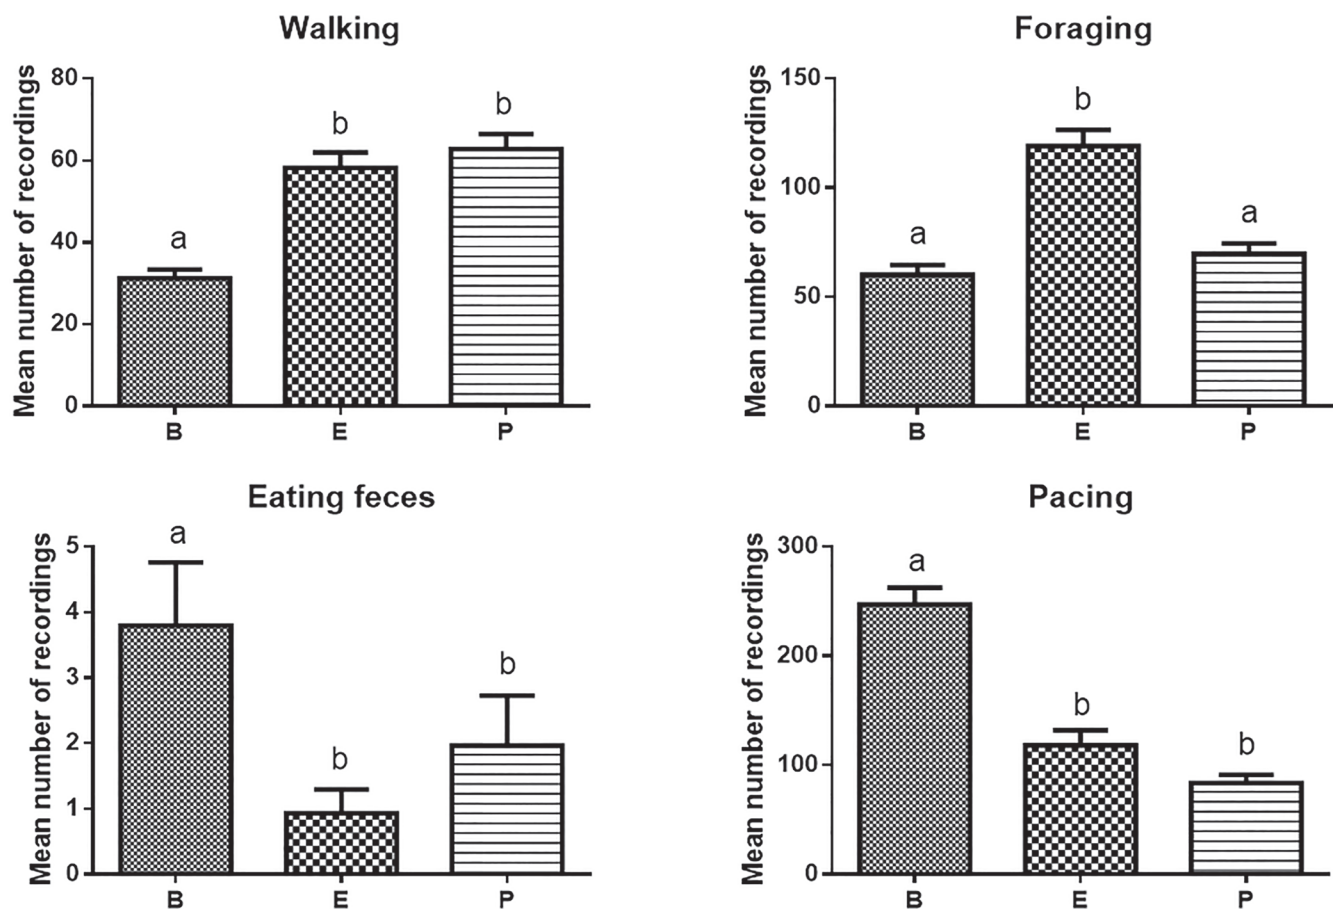 Walking
Mean number of recordings
80
60
40
20
0
a
b
b
B
E
P
Foraging
Mean number of recordings
150
100
50
0
a
b
a
B
E
P
Eating feces
Mean number of recordings
5
4
3
2
1
0
a
b
b
B
E
P
Pacing
Mean number of recordings
300
200
100
0
a
b
b
B
E
P